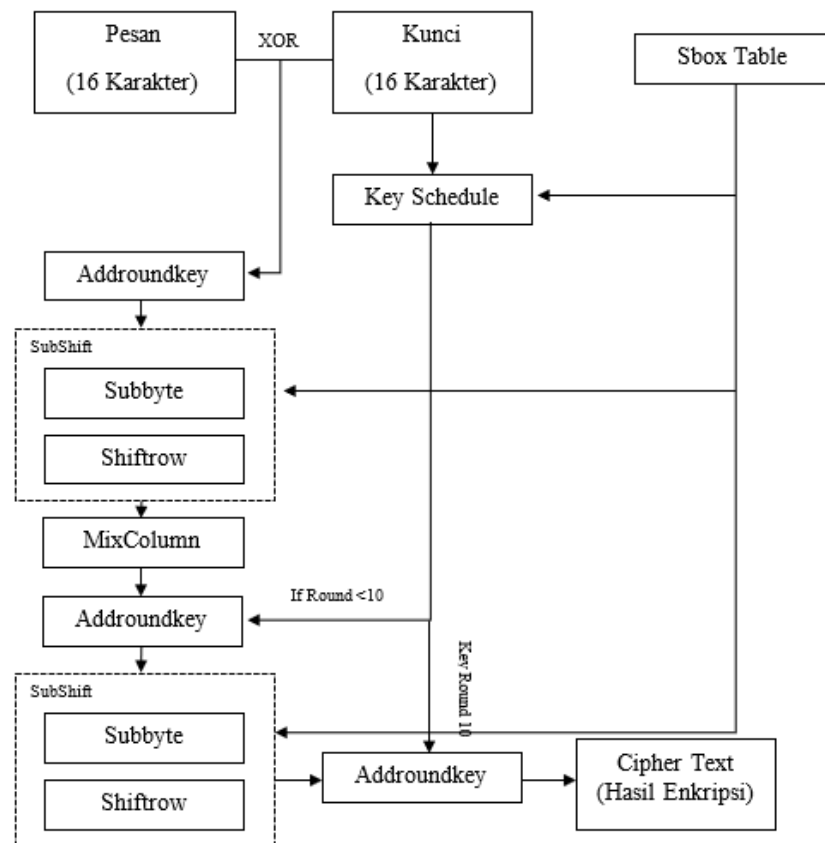 Pesan
(16 Karakter)
XOR
Kunci
(16 Karakter)
Sbox Table
Key Schedule
Addroundkey
SubShift
Subbyte
Shiftrow
MixColumn
If Round <10
Addroundkey
Key Round 10
SubShift
Subbyte
Shiftrow
Addroundkey
Cipher Text
(Hasil Enkripsi)